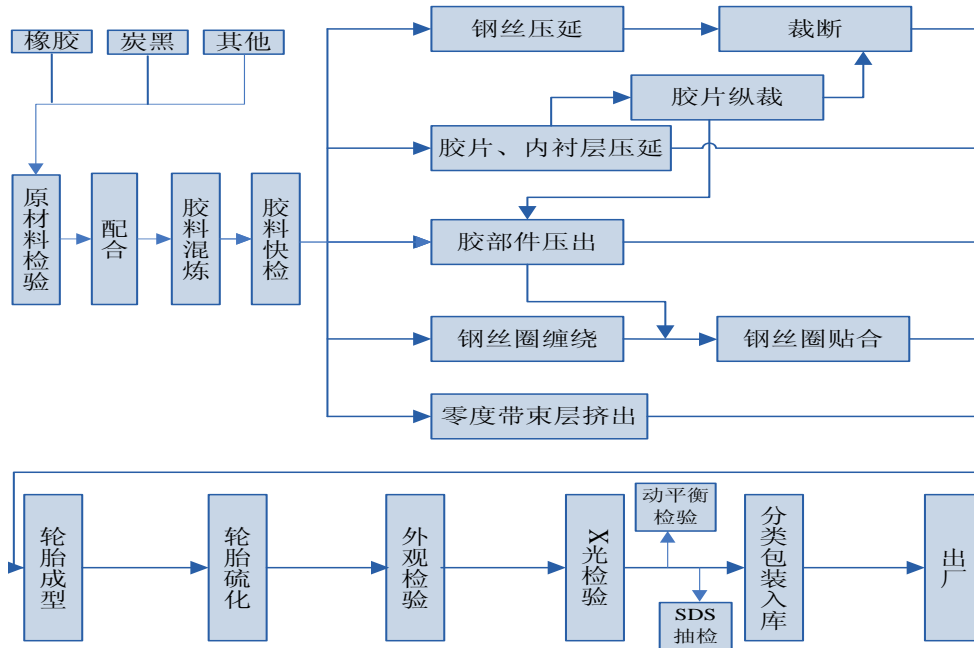 橡胶
炭黑
其他
原材料检验
配合
胶料混炼
胶料快检
钢丝压延
裁断
胶片纵裁
胶片、内衬层压延
胶部件压出
钢丝圈缠绕
钢丝圈贴合
零度带束层挤出
轮胎成型
轮胎硫化
外观检验
X光检验
动平衡
检验
SDS
抽检
分类包装入库
出厂